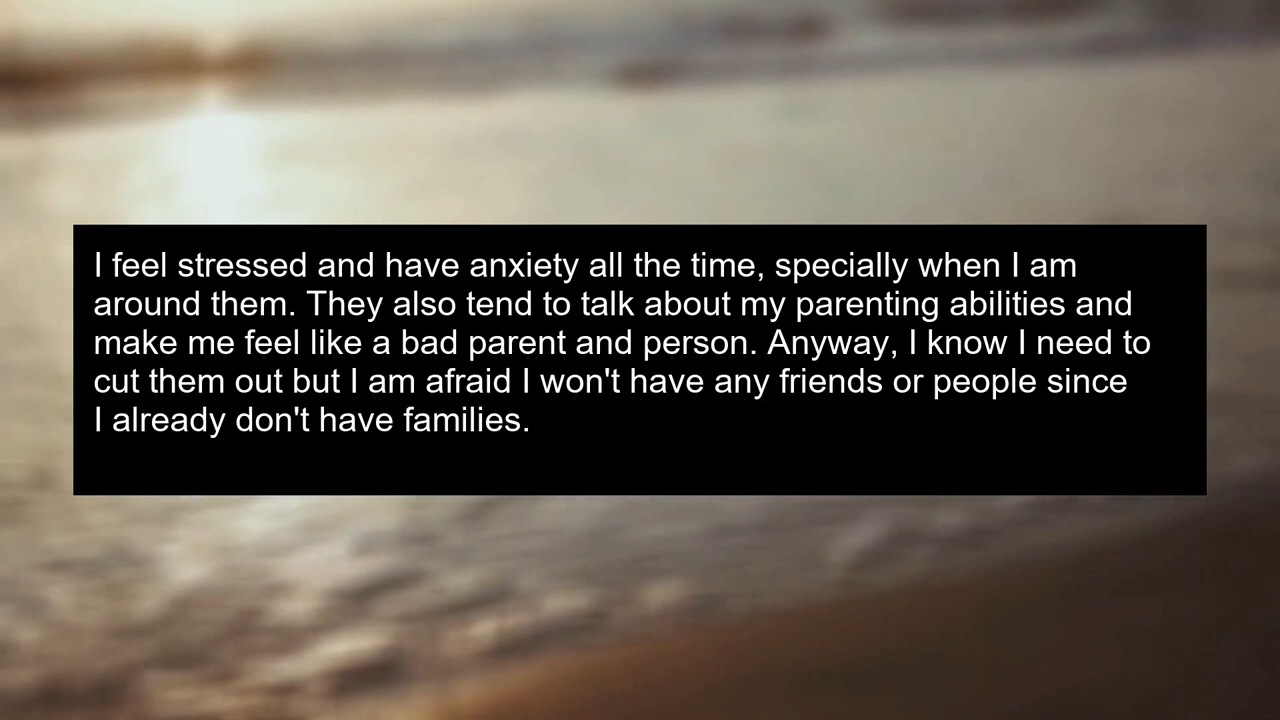 I feel stressed and have anxiety all the time, specially when I am
around them. They also tend to talk about my parenting abilities and
make me feel like a bad parent and person. Anyway, I know I need to
cut them out but I am afraid I won't have any friends or people since
I already don't have families.